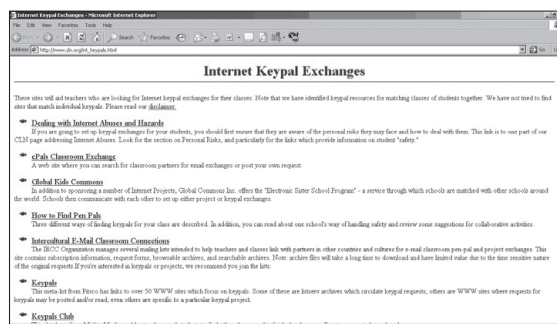 Internet Keypal Exchanges - Microsoft Internet Explorer
File Edit View Favorites Tools Help
Search Favorites
Address http://www.cln.org/int_keypals.html Go
Internet Keypal Exchanges
These sites will aid teachers who are looking for Internet keypal exchanges for their classes. Note that we have identified keypal resources for matching classes of students together. We have not tried to find
sites that match individual keypals. Please read our disclaimer.
Dealing with Internet Abuses and Hazards
If you are going to set up keypal exchanges for your students, you should first ensure that they are aware of the personal risks they may face and how to deal with them. This link is to one part of our
CLN page addressing Internet Abuses. Look for the section on Personal Risks, and particularly for the links which provide information on student "safety."
ePals Classroom Exchange
A web site where you can search for classroom partners for email exchanges or post your own request.
Global Kids Commons
In addition to sponsoring a number of Internet Projects, Global Commons Inc. offers the "Electronic Sister School Program" - a service through which schools are matched with other schools around
the world. Schools then communicate with each other to set up either project or keypal exchanges.
How to Find Pen Pals
Three different ways of finding keypals for your class are described. In addition, you can read about one school's way of handling safety and review some suggestions for collaborative activities.
Intercultural E-Mail Classroom Connections
The IECC Organization manages several mailing lists intended to help teachers and classes link with partners in other countries and cultures for e-mail classroom pen-pal and project exchanges. This
site contains subscription information, request forms, browsable archives, and searchable archives. Note: archive files will take a long time to download and have limited value due to the time sensitive nature
of the original requests.If you're interested in keypals or projects, we recommend you join the lists.
Keypals
This meta-list from Pitsco has links to over 50 WWW sites which focus on keypals. Some of these are listserv archives which circulate keypal requests; others are WWW sites where requests for
keypals may be posted and/or read; even others are specific to a particular keypal project.
Keypals Club